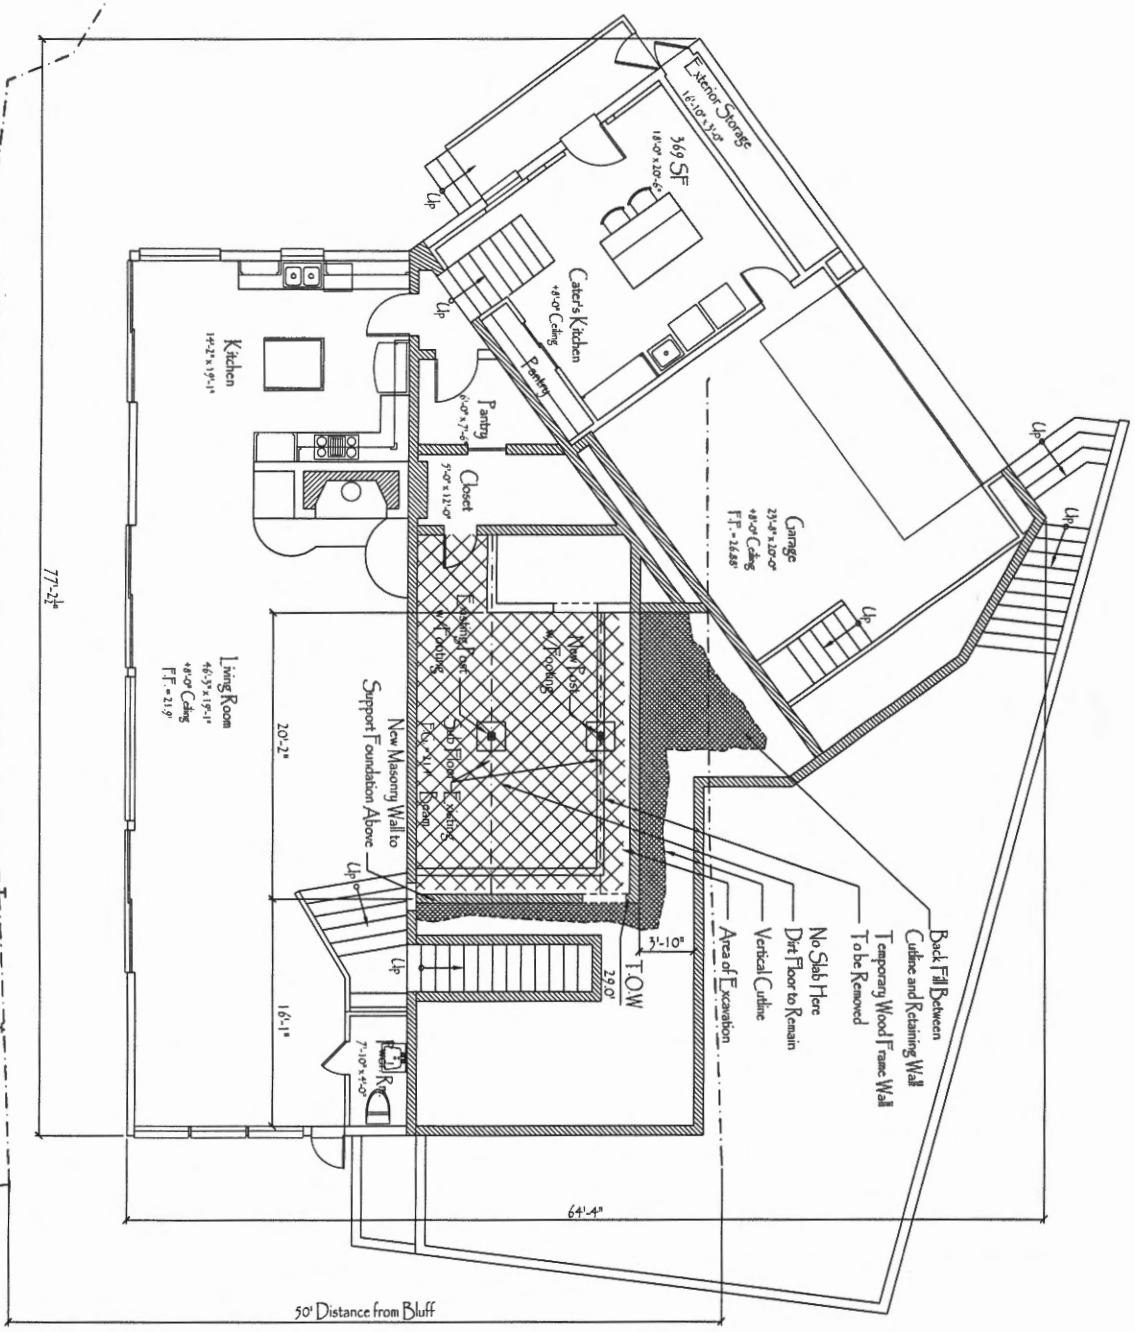 Exterior Storage
16'-10" x 3'-0"
369 SF
18'-0" x 20'-6"
Up
Cater's Kitchen
+8'-0" Ceiling
Up
Pantry
Kitchen
14'-2" x 19'-1"
Pantry
6'-0" x 7'-6"
Closet
5'-0" x 12'-0"
Garage
23'-8" x 20'-0"
+8'-0" Ceiling
F.F. = 26.88'
Up
Up
Up
Existing Post
w/ Footing
New Post
w/ Footing
Slab Floor
Existing
Living Room
46'-3" x 19'-1"
+8'-0" Ceiling
F.F. = 21.9'
New Masonry Wall to
Support Foundation Above
Up
Up
7'-10" x 4'-0"
Back Fill Between
Cutline and Retaining Wall
Temporary Wood Frame Wall
To be Removed
No Slab Here
Dirt Floor to Remain
Vertical Cutline
Area of Excavation
T.O.W
29.0'
3'-10"
20'-2"
16'-1"
77'-2½"
64'-4"
50' Distance from Bluff